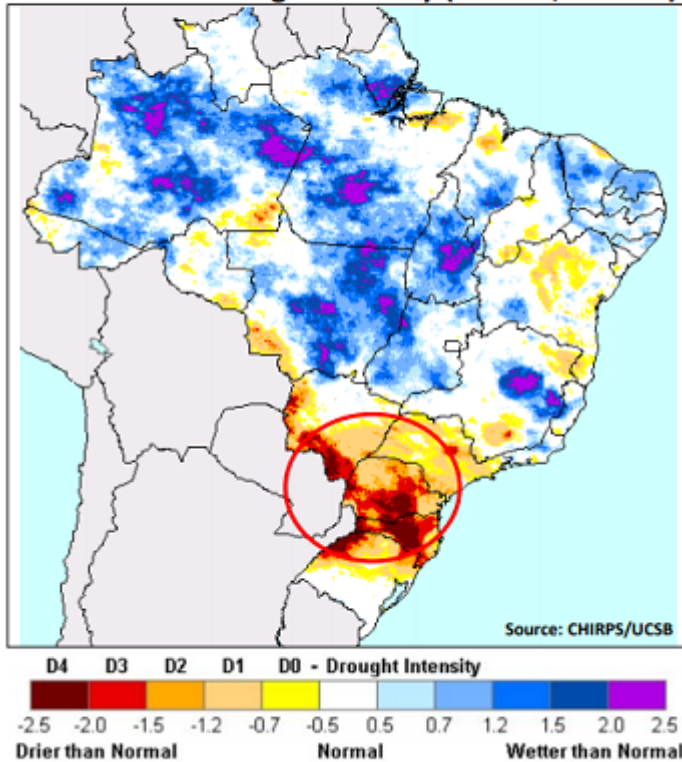 Source: CHIRPS/UCSB
D4 D3 D2 D1 D0 - Drought Intensity
-2.5 -2.0 -1.5 -1.2 -0.7 -0.5 0.5 0.7 1.2 1.5 2.0 2.5
Drier than Normal Normal Wetter than Normal